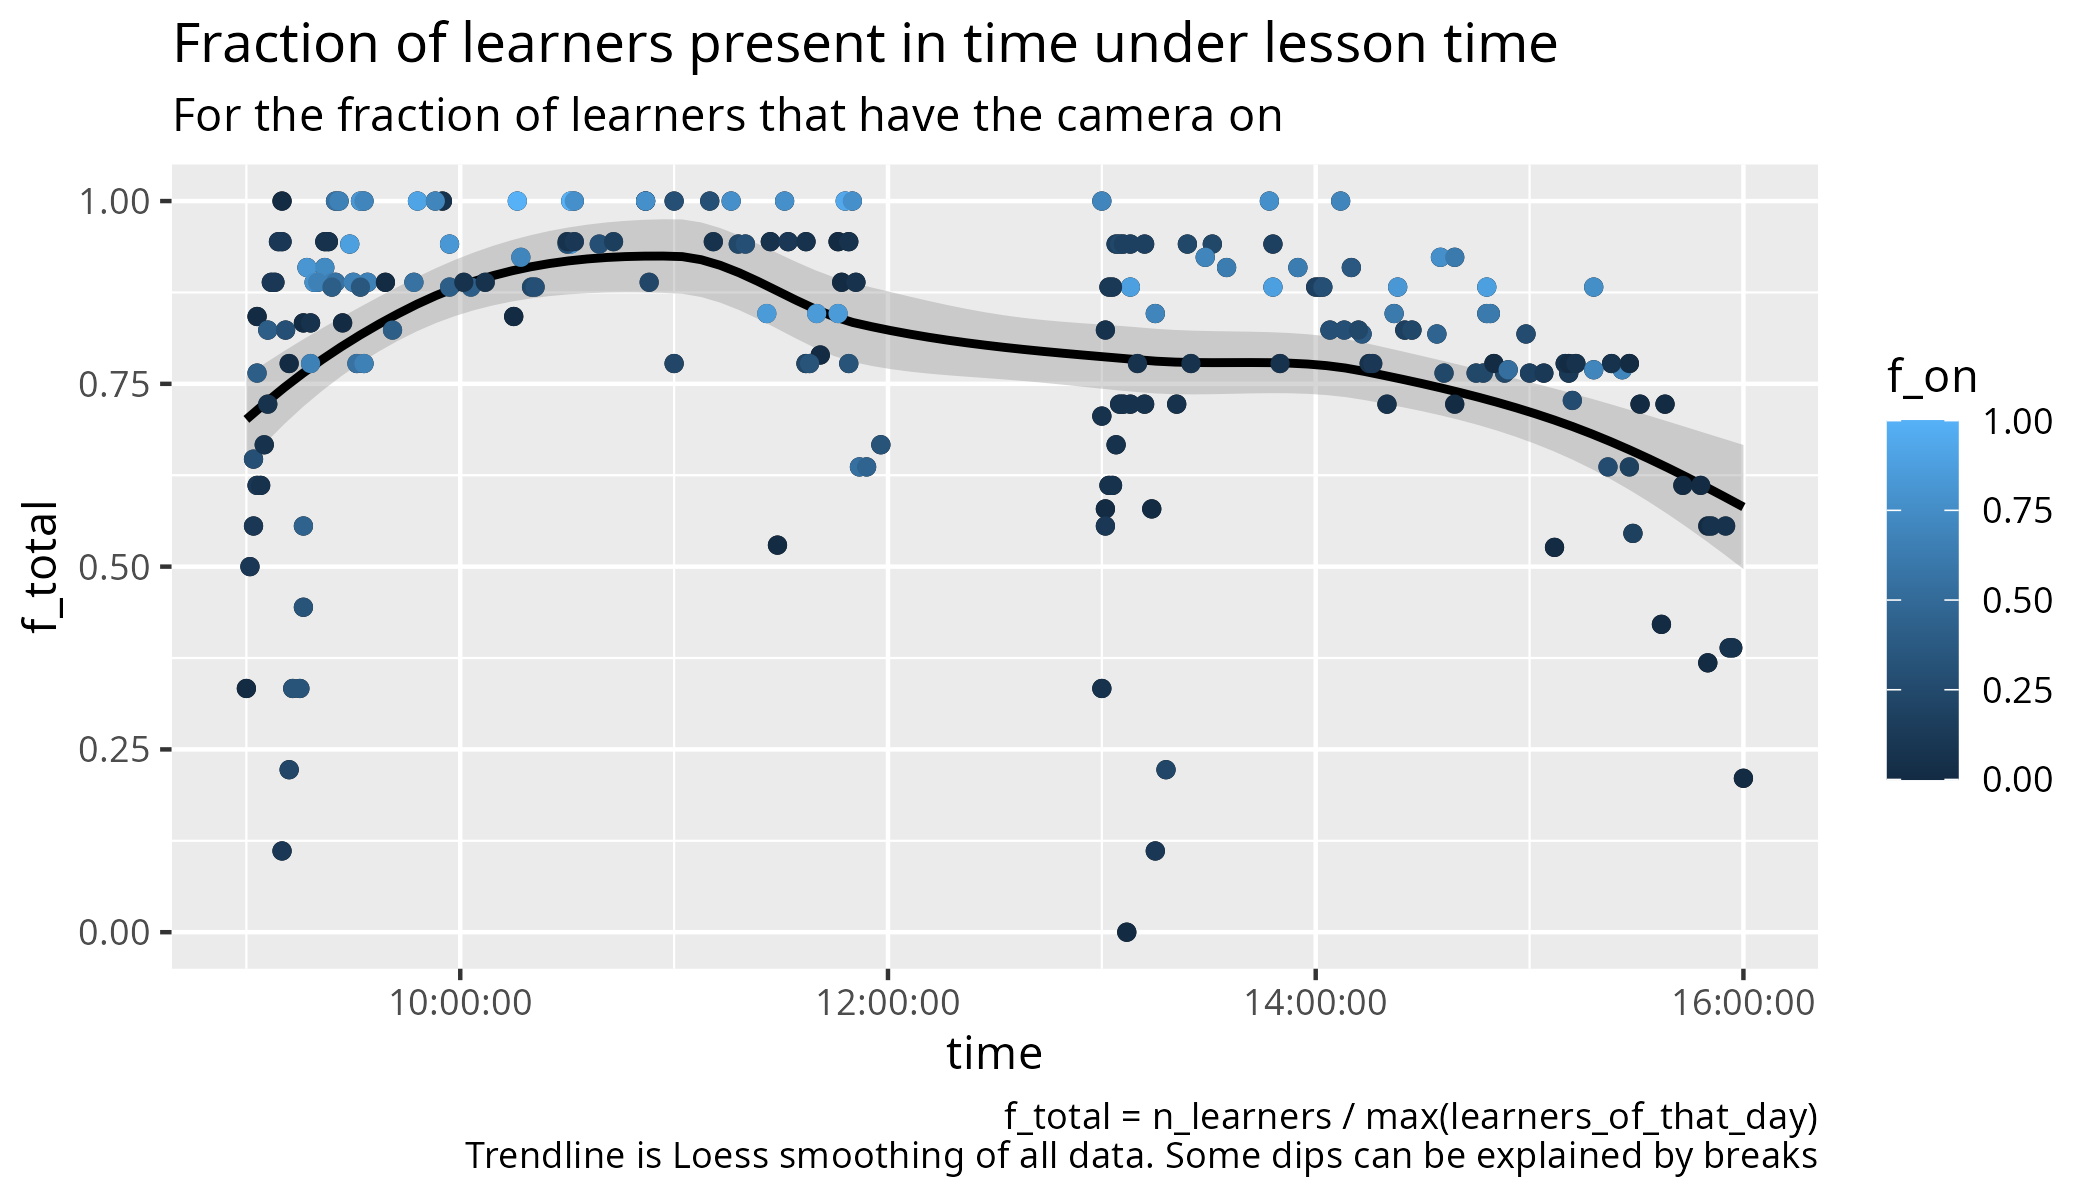 Fraction of learners present in time under lesson time
For the fraction of learners that have the camera on
f_total
1.00
0.75
0.50
0.25
0.00
10:00:00
12:00:00
14:00:00
16:00:00
time
f_on
1.00
0.75
0.50
0.25
0.00
f_total = n_learners / max(learners_of_that_day)
Trendline is Loess smoothing of all data. Some dips can be explained by breaks